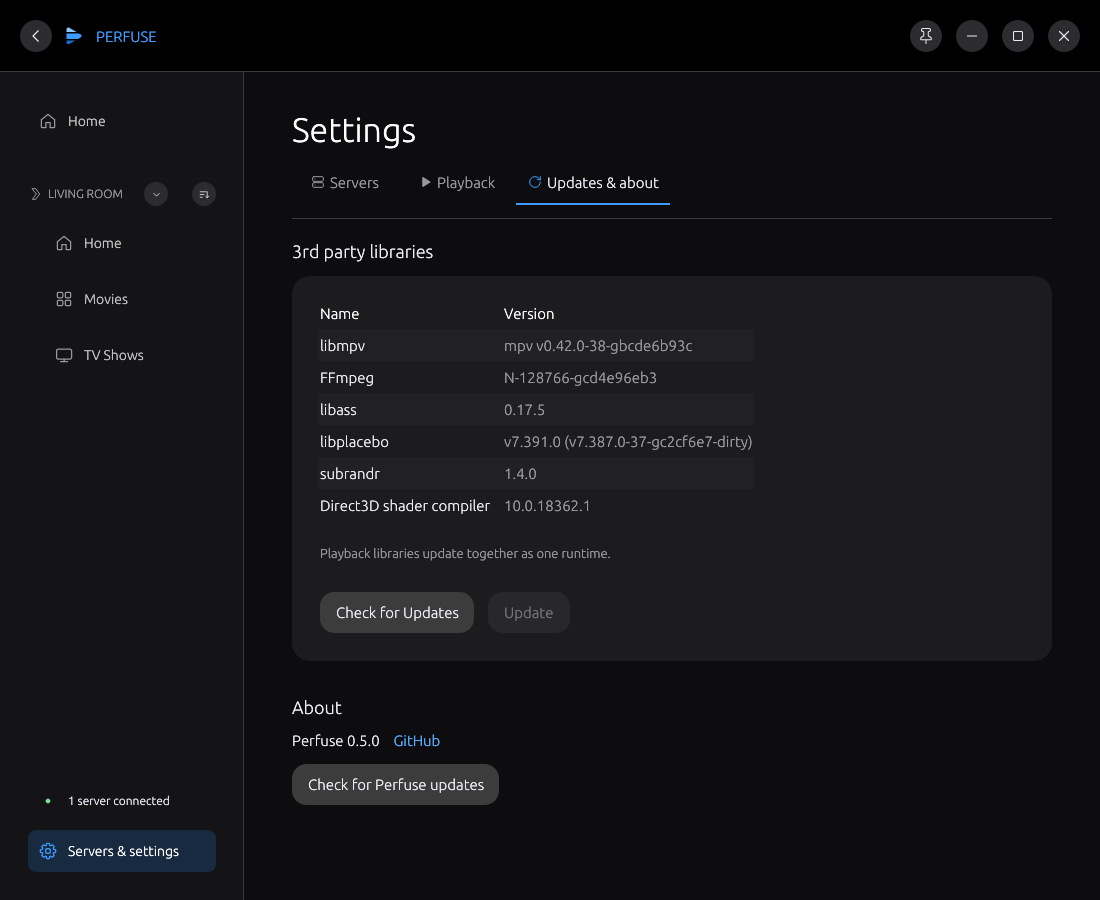 PERFUSE
Home
LIVING ROOM
Home
Movies
TV Shows
1 server connected
Servers & settings
Settings
Servers Playback Updates & about
3rd party libraries
Name Version
libmpv mpv v0.42.0-38-gbcde6b93c
FFmpeg N-128766-gcd4e96eb3
libass 0.17.5
libplacebo v7.391.0 (v7.387.0-37-gc2cf6e7-dirty)
subrandr 1.4.0
Direct3D shader compiler 10.0.18362.1
Playback libraries update together as one runtime.
Check for Updates Update
About
Perfuse 0.5.0 GitHub
Check for Perfuse updates